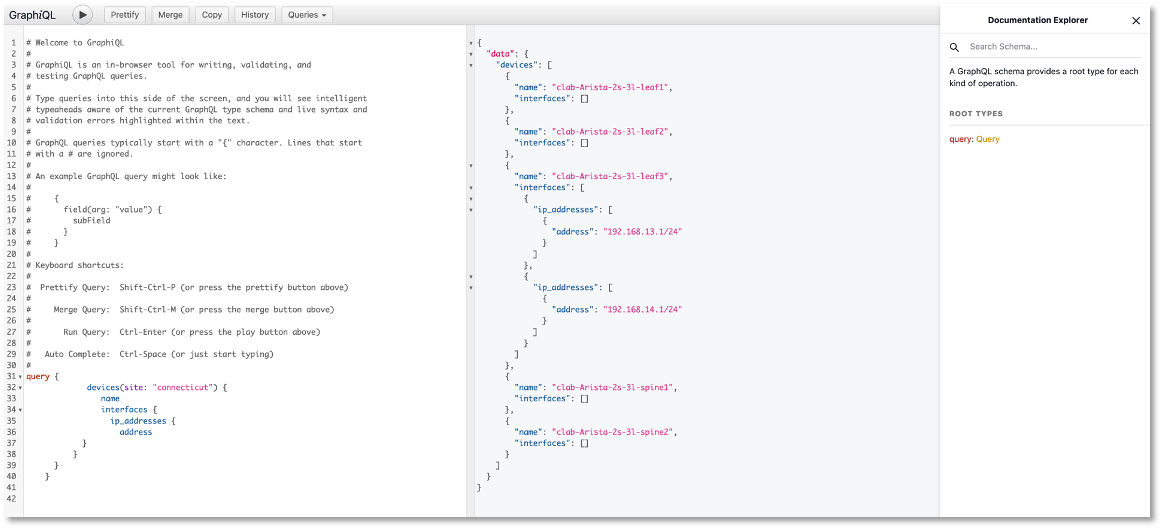 GraphiQL Prettify Merge Copy History Queries
1 # Welcome to GraphiQL
2 #
3 # GraphiQL is an in-browser tool for writing, validating, and
4 # testing GraphQL queries.
5 #
6 # Type queries into this side of the screen, and you will see intelligent
7 # typeaheads aware of the current GraphQL type schema and live syntax and
8 # validation errors highlighted within the text.
9 #
10 # GraphQL queries typically start with a "{" character. Lines that start
11 # with a # are ignored.
12 #
13 # An example GraphQL query might look like:
14 #
15 #     {
16 #       field(arg: "value") {
17 #         subField
18 #       }
19 #     }
20 #
21 # Keyboard shortcuts:
22 #
23 #  Prettify Query:  Shift-Ctrl-P (or press the prettify button above)
24 #
25 #     Merge Query:  Shift-Ctrl-M (or press the merge button above)
26 #
27 #       Run Query:  Ctrl-Enter (or press the play button above)
28 #
29 #   Auto Complete:  Ctrl-Space (or just start typing)
30 #
31 query {
32 devices(site: "connecticut") {
33 name
34 interfaces {
35 ip_addresses {
36 address
37 }
38 }
39 }
40 }
41
42
{
"data": {
"devices": [
{
"name": "clab-Arista-2s-3l-leaf1",
"interfaces": []
},
{
"name": "clab-Arista-2s-3l-leaf2",
"interfaces": []
},
{
"name": "clab-Arista-2s-3l-leaf3",
"interfaces": [
{
"ip_addresses": [
{
"address": "192.168.13.1/24"
}
]
},
{
"ip_addresses": [
{
"address": "192.168.14.1/24"
}
]
}
]
},
{
"name": "clab-Arista-2s-3l-spine1",
"interfaces": []
},
{
"name": "clab-Arista-2s-3l-spine2",
"interfaces": []
}
]
}
}
Documentation Explorer
Search Schema...
A GraphQL schema provides a root type for each
kind of operation.
ROOT TYPES
query: Query